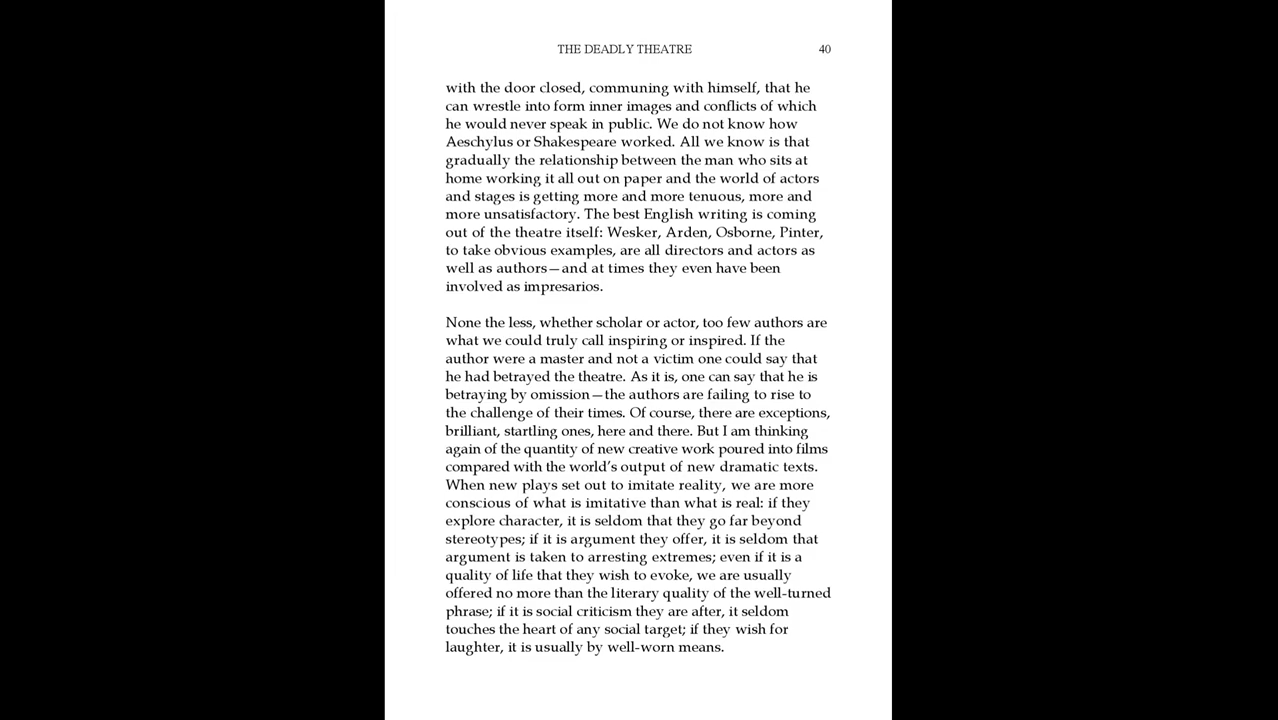 THE DEADLY THEATRE 40
with the door closed, communing with himself, that he
can wrestle into form inner images and conflicts of which
he would never speak in public. We do not know how
Aeschylus or Shakespeare worked. All we know is that
gradually the relationship between the man who sits at
home working it all out on paper and the world of actors
and stages is getting more and more tenuous, more and
more unsatisfactory. The best English writing is coming
out of the theatre itself: Wesker, Arden, Osborne, Pinter,
to take obvious examples, are all directors and actors as
well as authors—and at times they even have been
involved as impresarios.
None the less, whether scholar or actor, too few authors are
what we could truly call inspiring or inspired. If the
author were a master and not a victim one could say that
he had betrayed the theatre. As it is, one can say that he is
betraying by omission—the authors are failing to rise to
the challenge of their times. Of course, there are exceptions,
brilliant, startling ones, here and there. But I am thinking
again of the quantity of new creative work poured into films
compared with the world's output of new dramatic texts.
When new plays set out to imitate reality, we are more
conscious of what is imitative than what is real: if they
explore character, it is seldom that they go far beyond
stereotypes; if it is argument they offer, it is seldom that
argument is taken to arresting extremes; even if it is a
quality of life that they wish to evoke, we are usually
offered no more than the literary quality of the well-turned
phrase; if it is social criticism they are after, it seldom
touches the heart of any social target; if they wish for
laughter, it is usually by well-worn means.